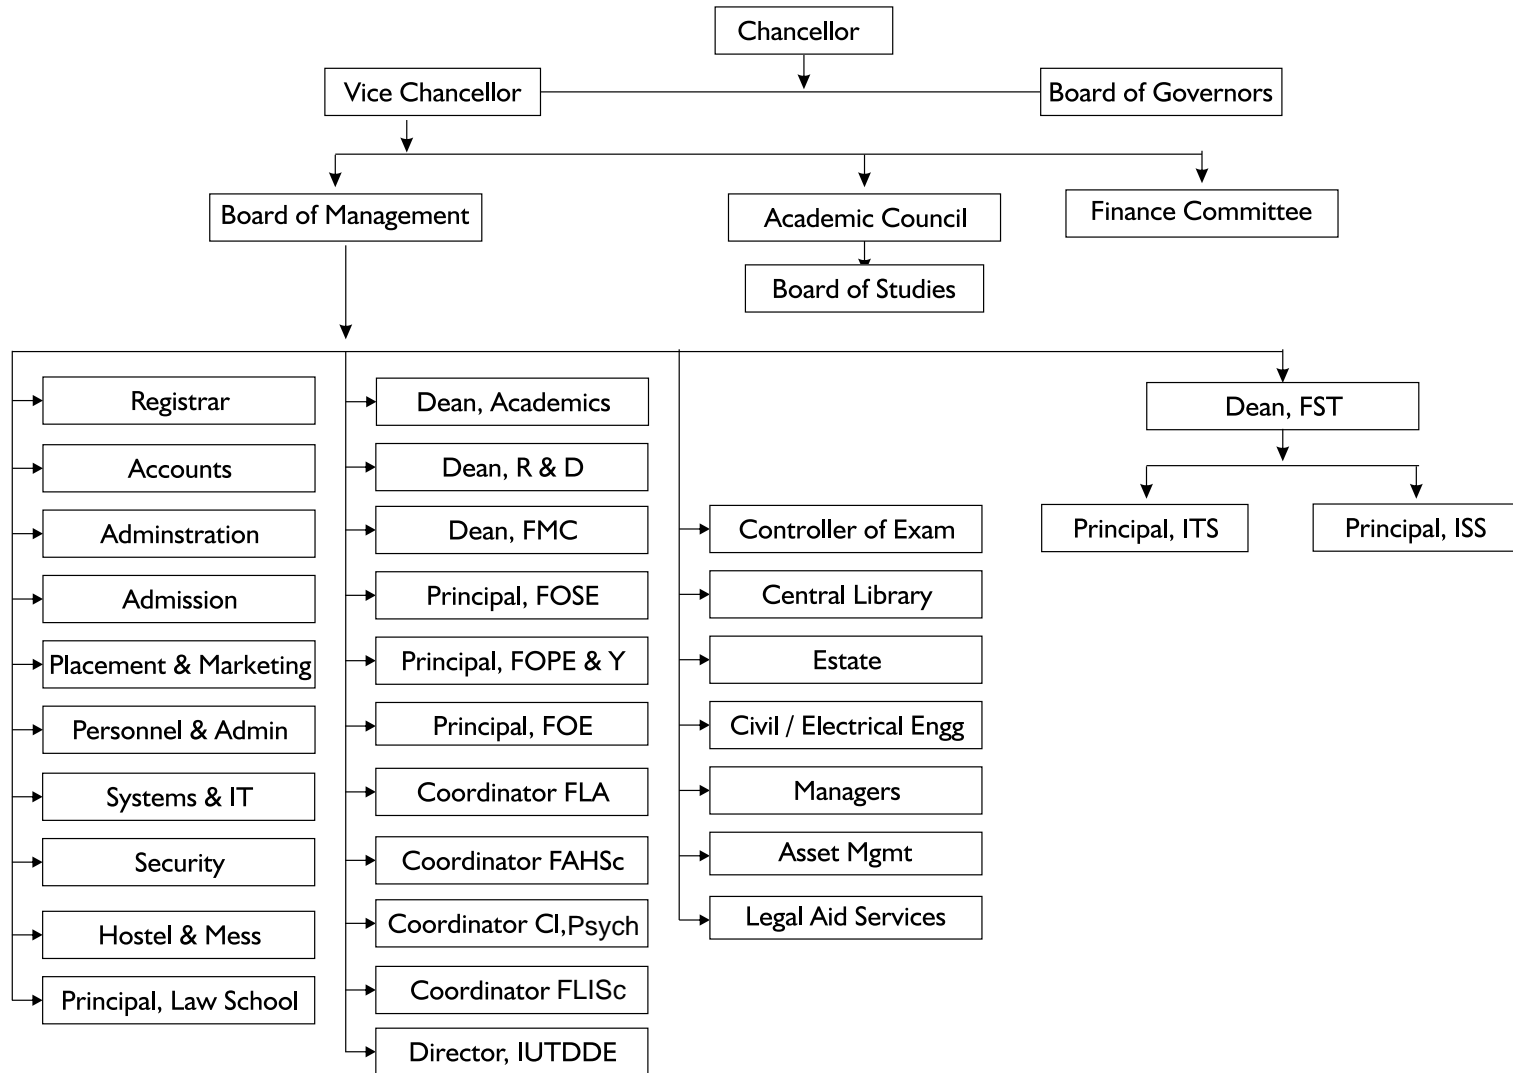 Chancellor
Vice Chancellor
Board of Governors
Board of Management
Academic Council
Finance Committee
Board of Studies
Registrar
Accounts
Adminstration
Admission
Placement & Marketing
Personnel & Admin
Systems & IT
Security
Hostel & Mess
Principal, Law School
Dean, Academics
Dean, R & D
Dean, FMC
Principal, FOSE
Principal, FOPE & Y
Principal, FOE
Coordinator FLA
Coordinator FAHSc
Coordinator Cl,Psych
Coordinator FLISc
Director, IUTDDE
Controller of Exam
Central Library
Estate
Civil / Electrical Engg
Managers
Asset Mgmt
Legal Aid Services
Dean, FST
Principal, ITS
Principal, ISS